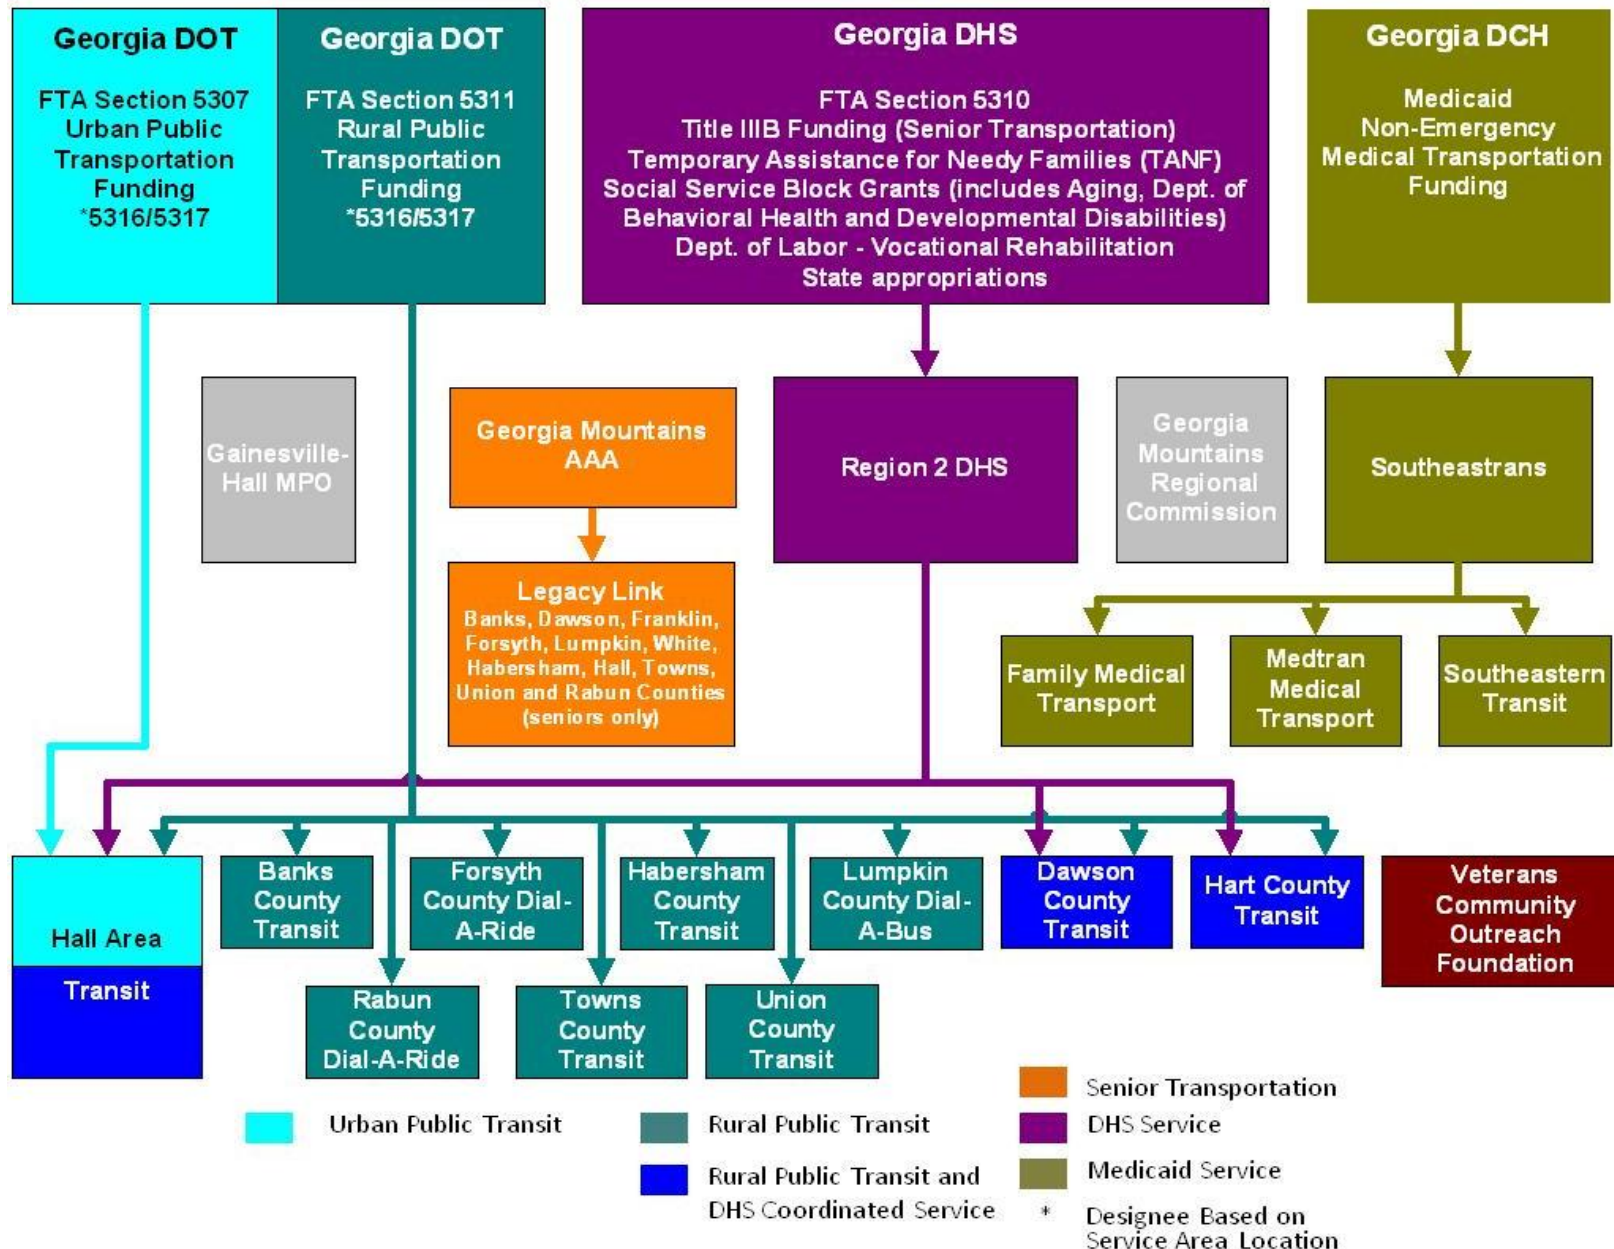 Georgia DOT
FTA Section 5307
Urban Public
Transportation
Funding
*5316/5317
Georgia DOT
FTA Section 5311
Rural Public
Transportation
Funding
*5316/5317
Georgia DHS
FTA Section 5310
Title IIIB Funding (Senior Transportation)
Temporary Assistance for Needy Families (TANF)
Social Service Block Grants (includes Aging, Dept. of
Behavioral Health and Developmental Disabilities)
Dept. of Labor - Vocational Rehabilitation
State appropriations
Georgia DCH
Medicaid
Non-Emergency
Medical Transportation
Funding
Gainesville-
Hall MPO
Georgia Mountains
AAA
Region 2 DHS
Georgia
Mountains
Regional
Commission
Southeastrans
Legacy Link
Banks, Dawson, Franklin,
Forsyth, Lumpkin, White,
Habersham, Hall, Towns,
Union and Rabun Counties
(seniors only)
Family Medical
Transport
Medtran
Medical
Transport
Southeastern
Transit
Hall Area
Transit
Banks
County
Transit
Forsyth
County Dial-
A-Ride
Habersham
County
Transit
Lumpkin
County Dial-
A-Bus
Dawson
County
Transit
Hart County
Transit
Veterans
Community
Outreach
Foundation
Rabun
County
Dial-A-Ride
Towns
County
Transit
Union
County
Transit
Urban Public Transit
Rural Public Transit
Rural Public Transit and
DHS Coordinated Service
Senior Transportation
DHS Service
Medicaid Service
* Designee Based on
Service Area Location